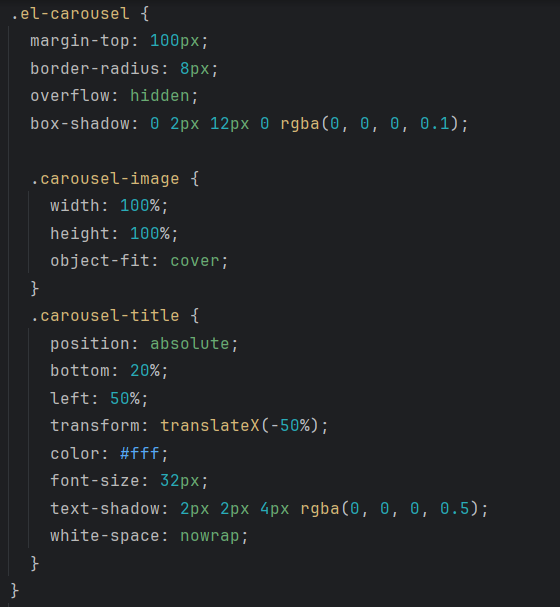 .el-carousel {
  margin-top: 100px;
  border-radius: 8px;
  overflow: hidden;
  box-shadow: 0 2px 12px 0 rgba(0, 0, 0, 0.1);

  .carousel-image {
    width: 100%;
    height: 100%;
    object-fit: cover;
  }
  .carousel-title {
    position: absolute;
    bottom: 20%;
    left: 50%;
    transform: translateX(-50%);
    color: #fff;
    font-size: 32px;
    text-shadow: 2px 2px 4px rgba(0, 0, 0, 0.5);
    white-space: nowrap;
  }
}